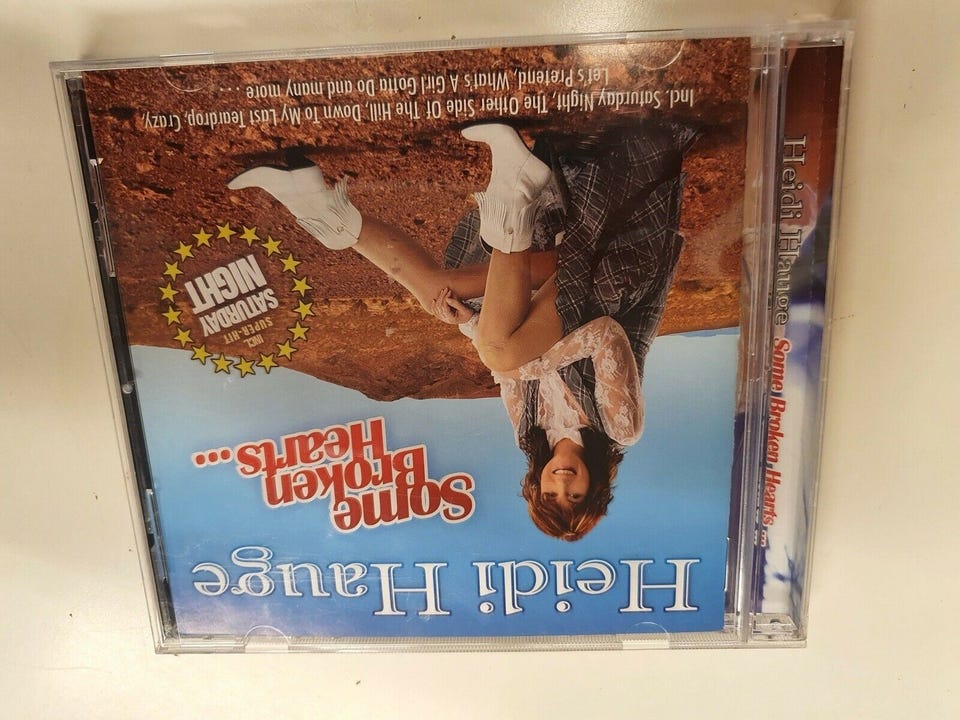 Heidi Hauge
Some
Broken
Hearts...
INCL.
SUPER-HIT
SATURDAY
NIGHT
Incl. Saturday Night, The Other Side Of The Hill, Down To My Last Teardrop, Crazy,
Let's Pretend, What's A Girl Gotta Do and many more ...
Heidi Hauge Some Broken Hearts ...